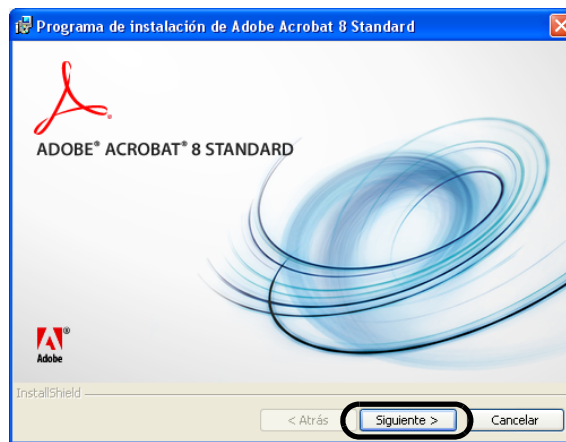 Programa de instalación de Adobe Acrobat 8 Standard
ADOBE® ACROBAT® 8 STANDARD
Adobe
InstallShield
< Atrás Siguiente > Cancelar